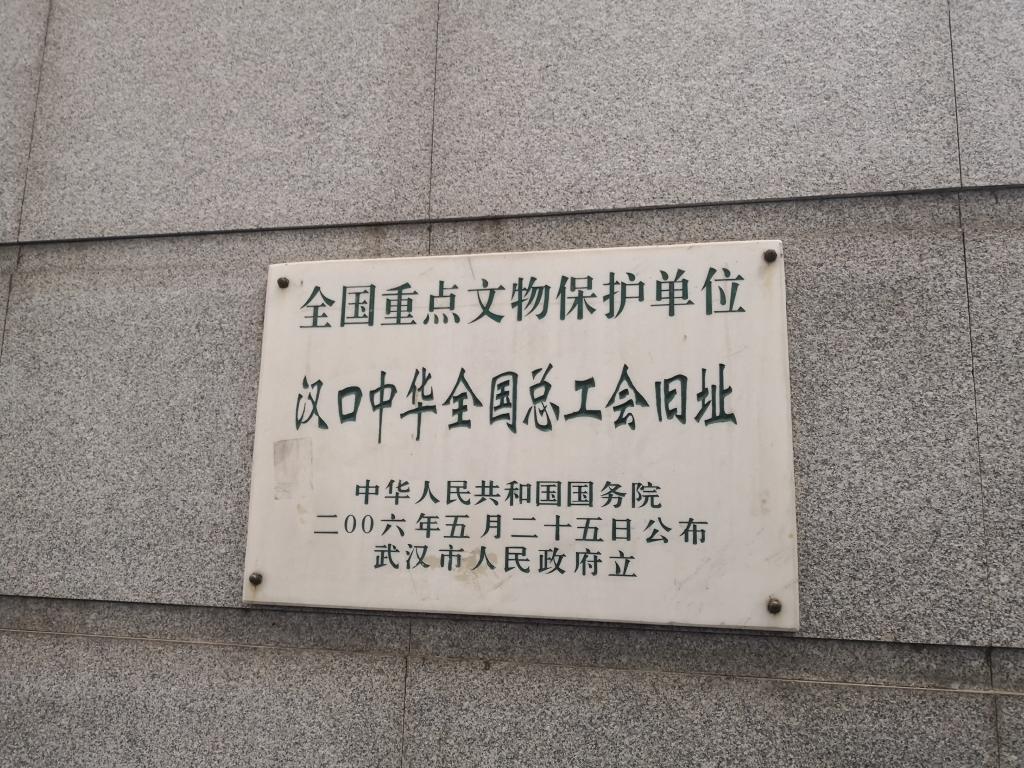 全国重点文物保护单位
汉口中华全国总工会旧址
中华人民共和国国务院
二00六年五月二十五日公布
武汉市人民政府立